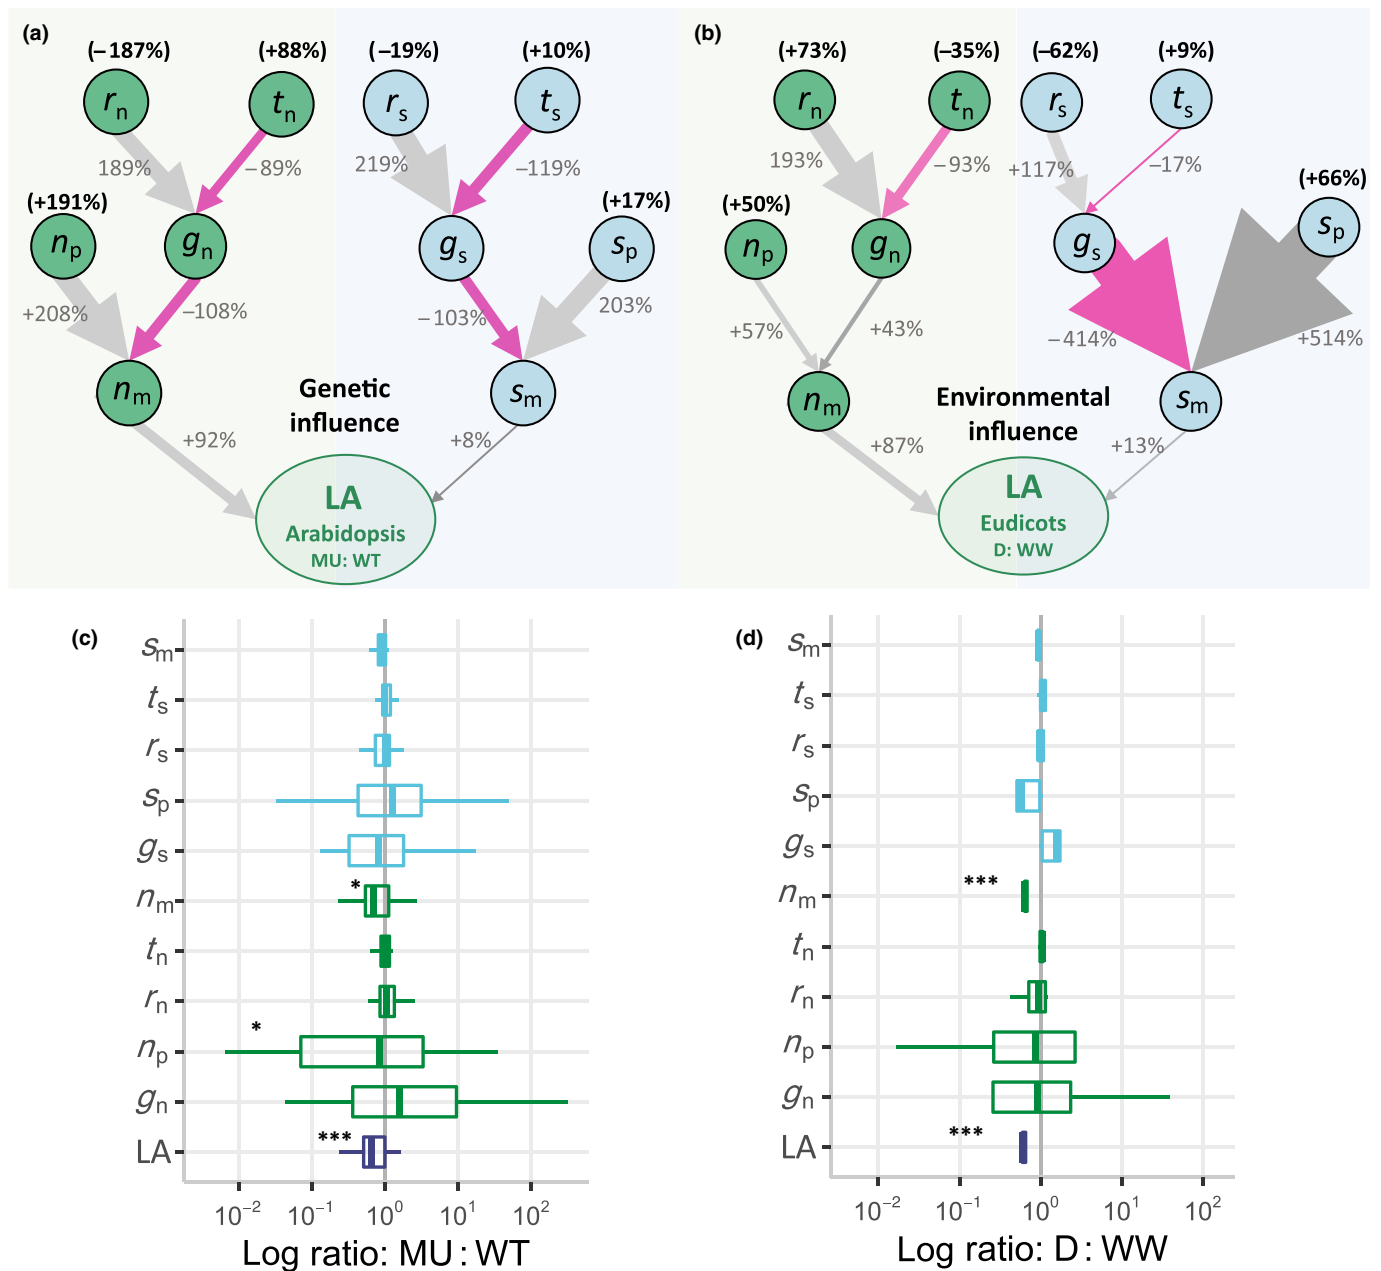 (a)
(−187%) (+88%) (−19%) (+10%)
rn tn rs ts
189% −89% 219% −119%
(+191%) (+17%)
np gn gs sp
+208% −108% −103% 203%
nm Genetic sm
influence
+92% +8%
LA
Arabidopsis
MU: WT
(b)
(+73%) (−35%) (−62%) (+9%)
rn tn rs ts
193% −93% +117% −17%
(+50%) (+66%)
np gn gs sp
+57% +43% −414% +514%
nm Environmental sm
influence
+87% +13%
LA
Eudicots
D: WW
(c)
sm
ts
rs
sp
gs
nm *
tn
rn
np *
gn
LA ***
10−2 10−1 100 101 102
Log ratio: MU : WT
(d)
sm
ts
rs
sp
gs
nm ***
tn
rn
np
gn
LA ***
10−2 10−1 100 101 102
Log ratio: D : WW